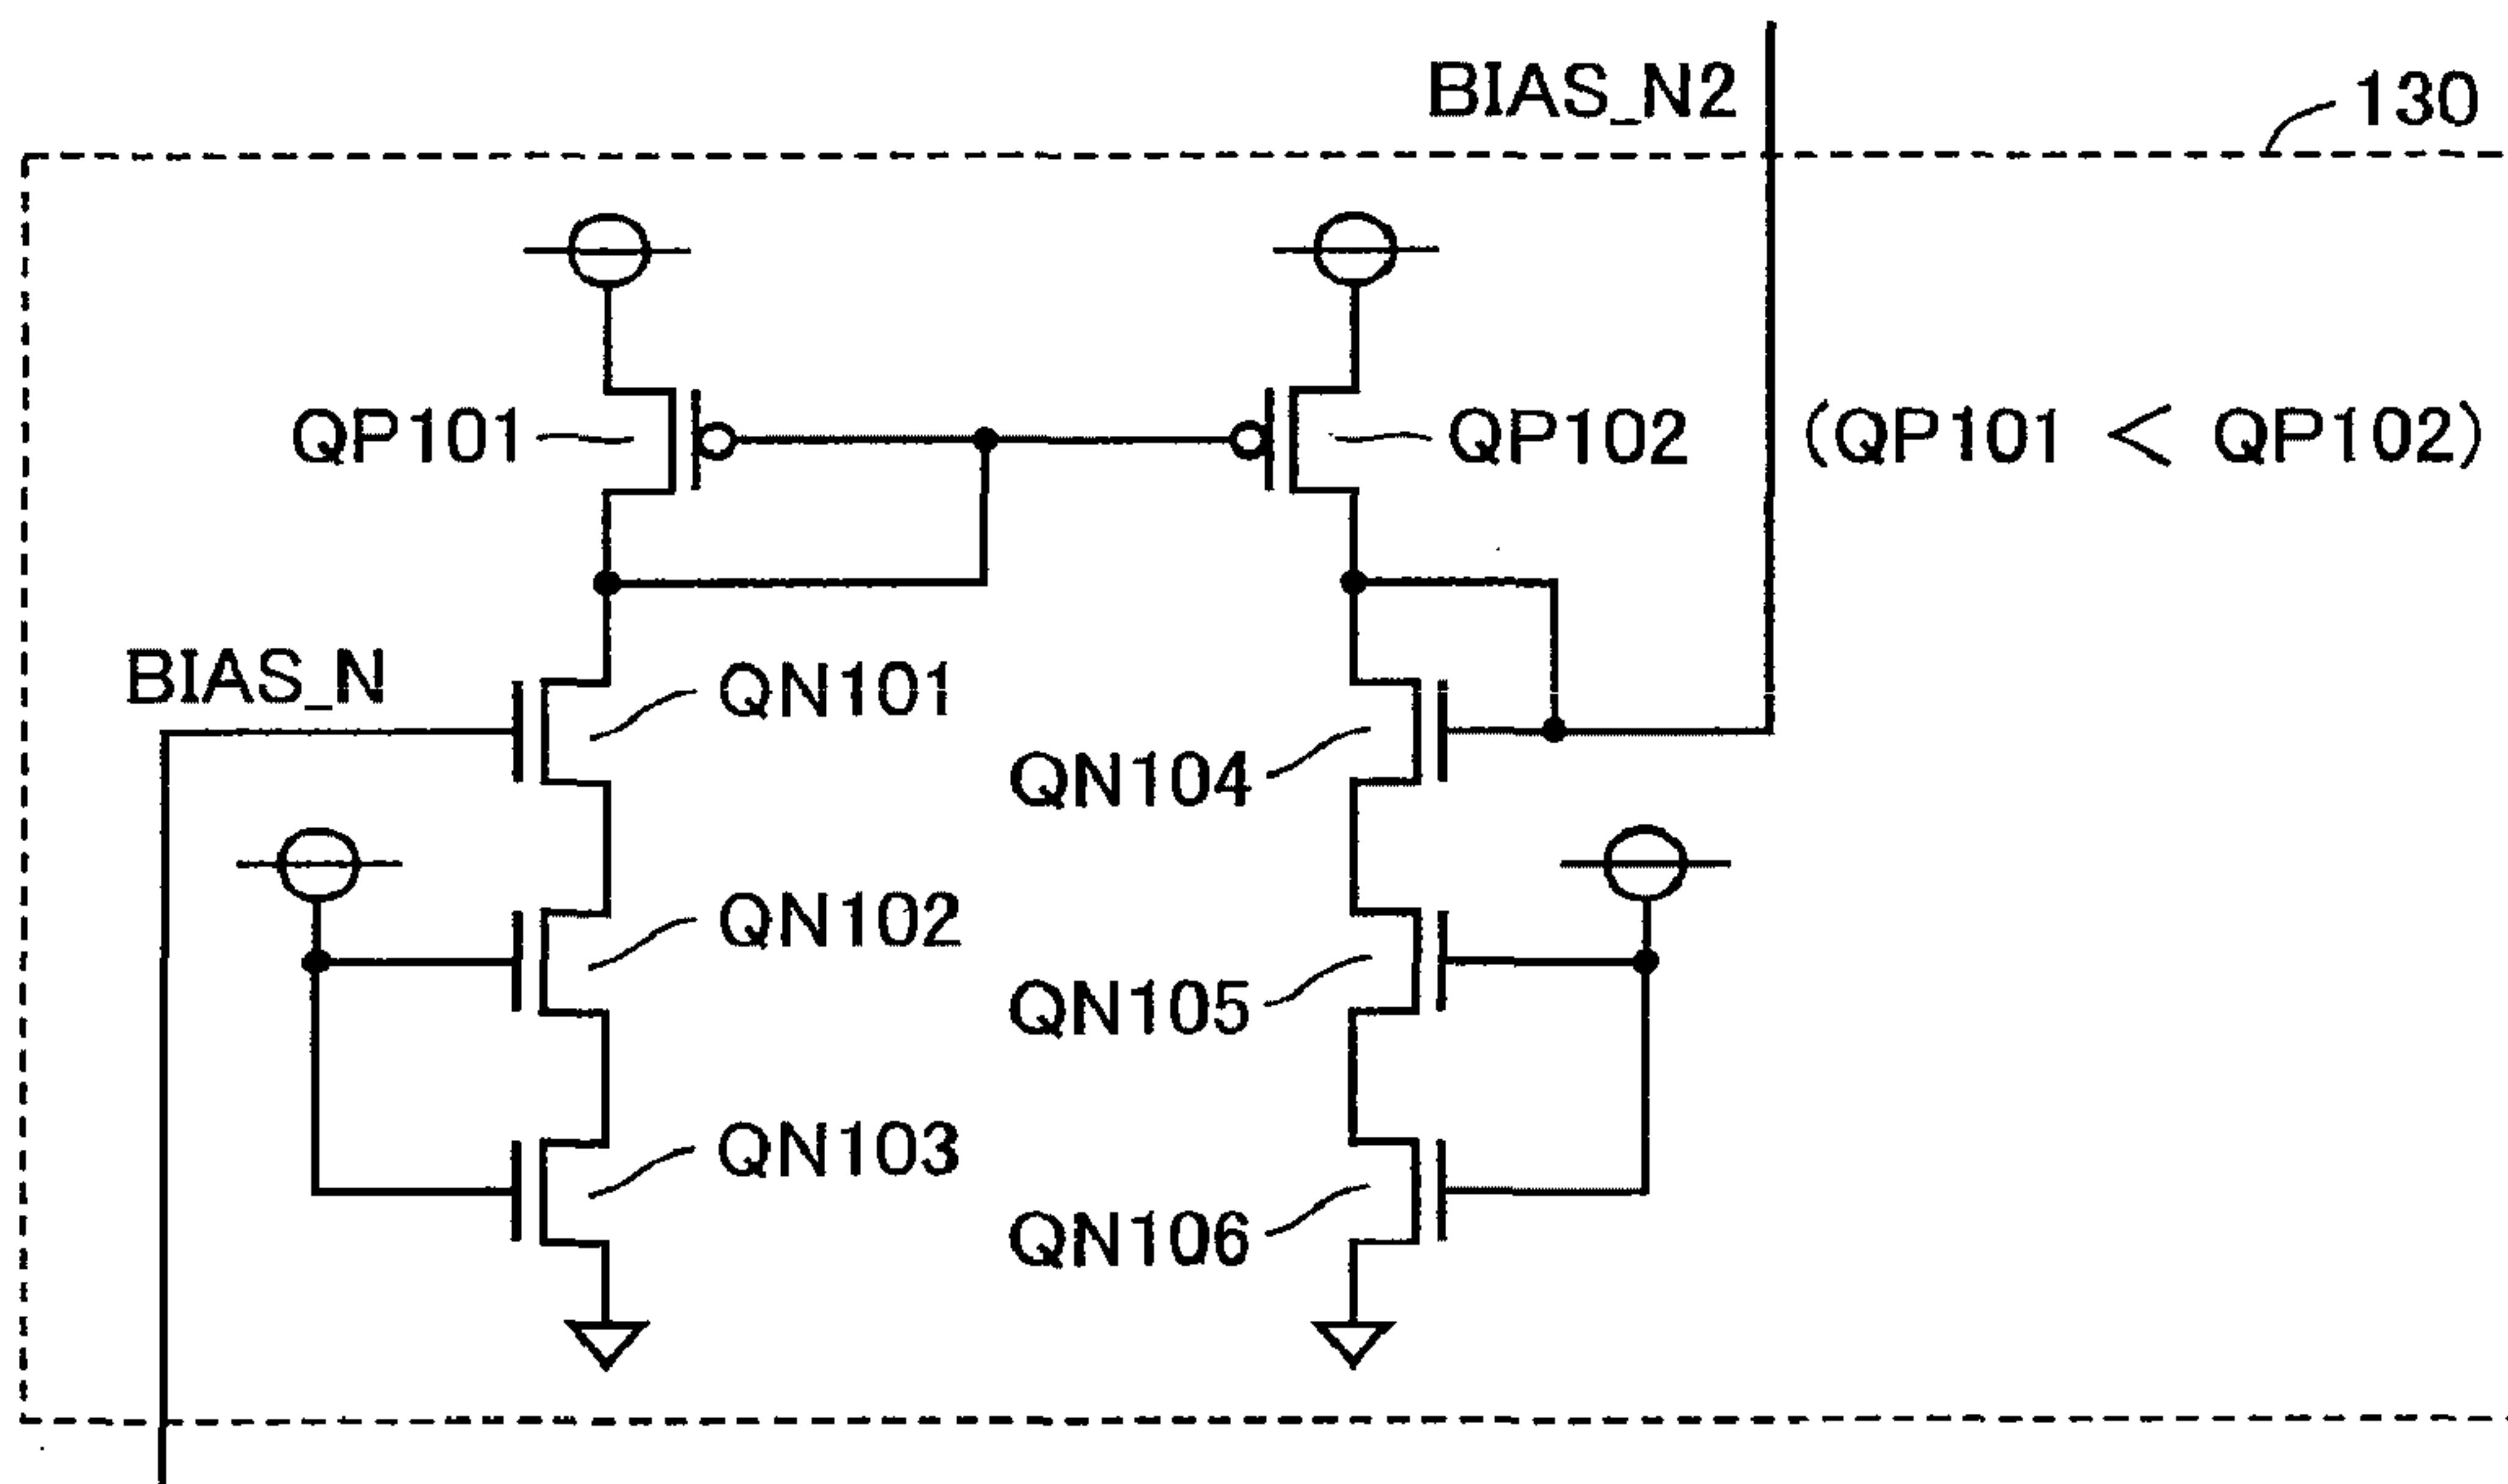 BIAS_N2
130
QP101
QP102
(QP101 < QP102)
BIAS_N
QN101
QN104
QN102
QN105
QN103
QN106